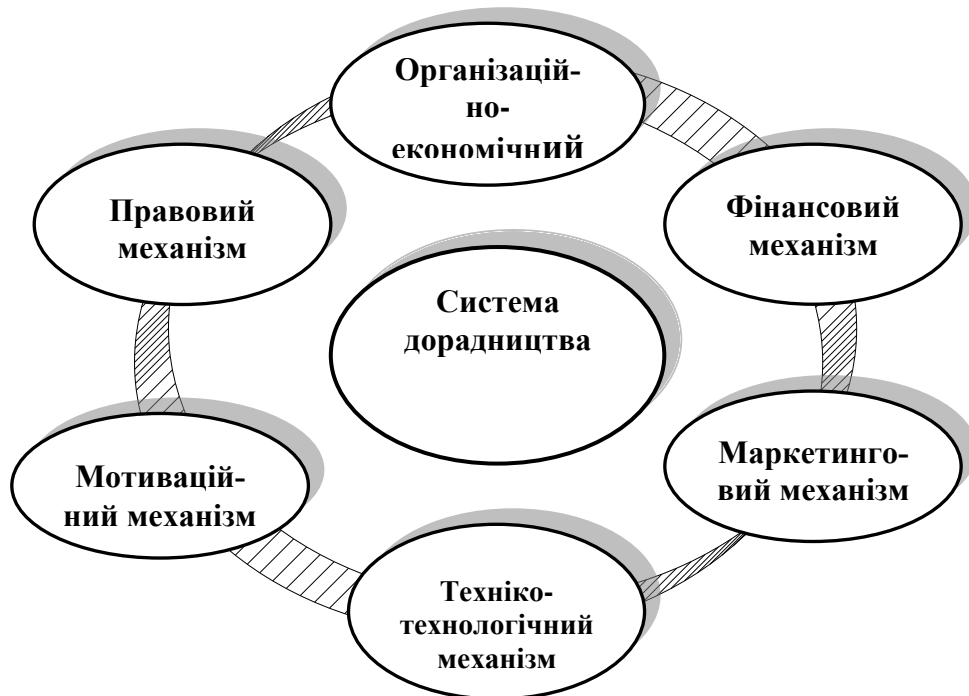 Організацій-
но-
економічний
Правовий
механізм
Фінансовий
механізм
Система
дорадництва
Мотивацій-
ний механізм
Маркетинго-
вий механізм
Техніко-
технологічний
механізм